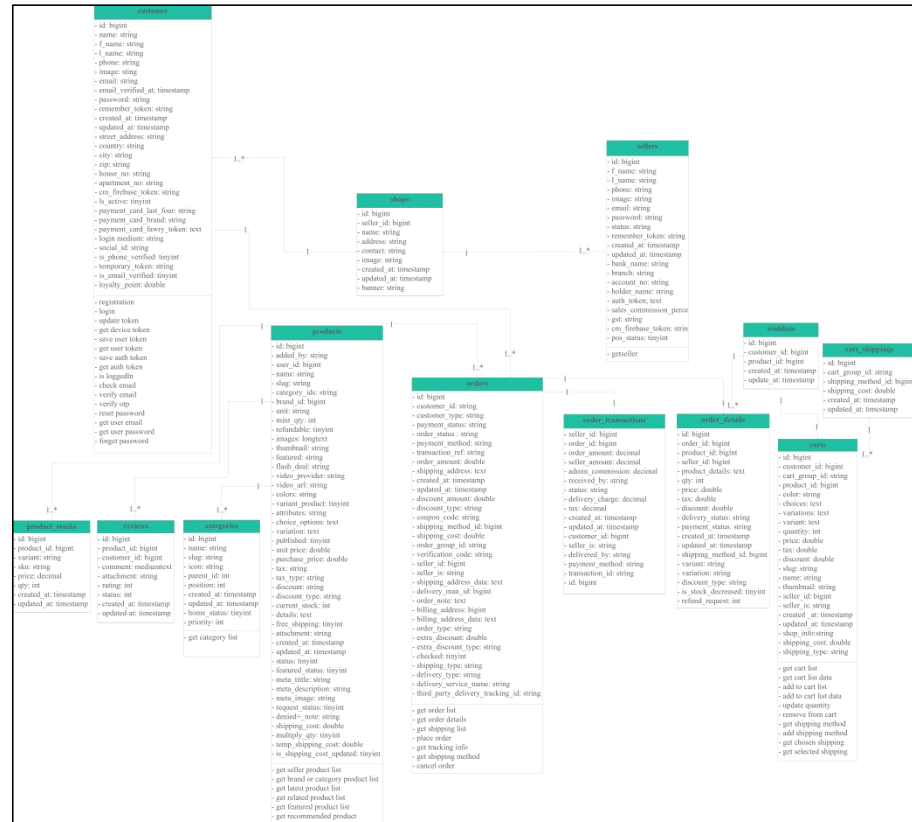 customer
- id: bigint
- name: string
- f_name: string
- l_name: string
- phone: string
- image: sting
- email: string
- email_verified_at; timestamp
- password: string
- remember_token: string
- created_at: timestamp
- updated_at: timestamp
- street_address: string
- country: string
- city: string
- zip: string
- house_no: string
- apartment_no: string
- cm_firebase_token: string
- ls_active: tinyint
- payment_card_last_four: string
- payment_card_brand: string
- payment_card_fawry_token: text
- login medium: string
- social_id: string
- is_phone_verified: tinyint
- temporary_token: string
- is_email_verified: tinyint
- loyalty_point: double
- registration
- login
- update token
- get device token
- save user token
- get user token
- save auth token
- get auth token
- is loggedIn
- check email
- verify email
- verify otp
- reset password
- get user email
- get user password
- forget password
1..*
1
shops
- id: bigint
- seller_id: bigint
- name: string
- address: string
- contact: string
- image: string
- created_at: timestamp
- updated_at: timestamp
- banner: string
1
1
1..*
sellers
- id: bigint
- f_name: string
- l_name: string
- phone: string
- image: string
- email: string
- password: string
- status: string
- remember_token: string
- created_at: timestamp
- updated_at: timestamp
- bank_name: string
- branch: string
- account_no: string
- holder_name: string
- auth_token; text
- sales_commission_perce
- gst: string
- cm_firebase_token: strin
- pos_status: tinyint
- getseller
1
1
1
1..*
1..*
1..*
product_stocks
- id: bigint
- product_id: bigint
- variant: string
- sku: string
- price: decimal
- qty: int
- created_at: timestamp
- updated_at: timestamp
reviews
- id: bigint
- product_id: bigint
- customer_id: bigint
- comment: mediumtext
- attachment: string
- rating: int
- status: int
- created_at: timestamp
- updated-at: timestamp
categories
- id: bigint
- name: string
- slug: string
- icon: string
- parent_id: int
- position: int
- created_at: timestamp
- updated_at: timestamp
- home_status: tinyint
- priority: int
- get category list
products
- id: bigint
- added_by: string
- user_id: bigint
- name: string
- slug: string
- category_ids: string
- brand_id: bigint
- unit: string
- mint_qty: int
- refundable: tinyint
- images: longtext
- thumbnail: string
- featured: string
- flash_deal: string
- video_provider: string
- video_url: string
- colors: string
- variant_product: tinyint
- attributes: string
- choice_options: text
- variation: text
- published: tinyint
- unit price: double
- purchase_price: double
- tax: string
- tax_type: string
- discount: string
- discount_type: string
- current_stock: int
- details: text
- free_shipping: tinyint
- attachment: string
- created_at: timestamp
- updated_at: timestamp
- status: tinyint
- featured_status: tinyint
- meta_tittle: string
- meta_description: string
- meta_image: string
- request_status: tinyint
- denied+_note: string
- shipping_cost: double
- multiply_qty: tinyint
- temp_shipping_cost: double
- is_shipping_cost_updated: tinyint
- get seller product list
- get brand or category product list
- get latest product list
- get related product list
- get featured product list
- get recommended product
1
1
1..*
orders
- id: bigint
- customer_id: string
- customer_type: string
- payment_status: string
- order_status : string
- payment_method: string
- transaction_ref: string
- order_amount: double
- shipping_address: text
- created_at: timestamp
- updated_at: timestamp
- discount_amount: double
- discount_type: string
- coupon_code: string
- shipping_method_id: bigint
- shipping_cost: double
- order_group_id: string
- verification_code: string
- seller_id: bigint
- seller_is: string
- shipping_address_data: text
- delivery_man_id: bigint
- order_note: text
- billing_address: bigint
- billing_address_data: text
- order_type: string
- extra_discount: double
- extra_discount_type: string
- checked: tinyint
- shipping_type: string
- delivery_type: string
- delivery_service_name: string
- third_party_delivery_tracking_id: string
- get order list
- get order details
- get shipping list
- place order
- get tracking info
- get shipping method
- cancel order
1
1
order_transactions
- seller_id: bigint
- order_id: bigint
- order_amount: decimal
- seller_amount: decimal
- admin_commission: decimal
- received_by: string
- status: string
- delivery_charge: decimal
- tax: decimal
- created_at: timestamp
- updated_at: timestamp
- customer_id: bigint
- seller_is: string
- delivered_by: string
- payment_method: string
- transaction_id: string
- id: bigint
1
1..*
order_details
- id: bigint
- order_id: bigint
- product_id: bigint
- seller_id: bigint
- product_details: text
- qty: int
- price: double
- tax: double
- discount: double
- delivery_status: string
- payment_status: string
- created_at: timestamp
- updated_at: timestamp
- shipping_method_id: bigint
- variant: string
- variation: string
- discount_type: string
- is_stock_decreased: tinyint
- refund_request: int
wishlists
- id: bigint
- customer_id: bigint
- product_id: bigint
- created_at: timestamp
- update_at: timestamp
cart_shippings
- id: bigint
- cart_group_id: string
- shipping_method_id: bigint
- shipping_cost: double
- created_at: timestamp
- updated_at: timestamp
1
1..*
carts
- id: bigint
- customer_id: bigint
- cart_group_id: string
- product_id: bigint
- color: string
- choices: text
- variations: text
- variant: text
- quantity: int
- price: double
- tax: double
- discount: double
- slug: string
- name: string
- thumbnail: string
- seller_id: bigint
- seller_is: string
- created_at: timestamp
- updated_at: timestamp
- shop_info:string
- shipping_cost: double
- shipping_type: string
- get cart list
- get cart list data
- add to cart list
- add to cart list data
- update quantity
- remove from cart
- get shipping method
- add shipping method
- get chosen shipping
- get selected shipping